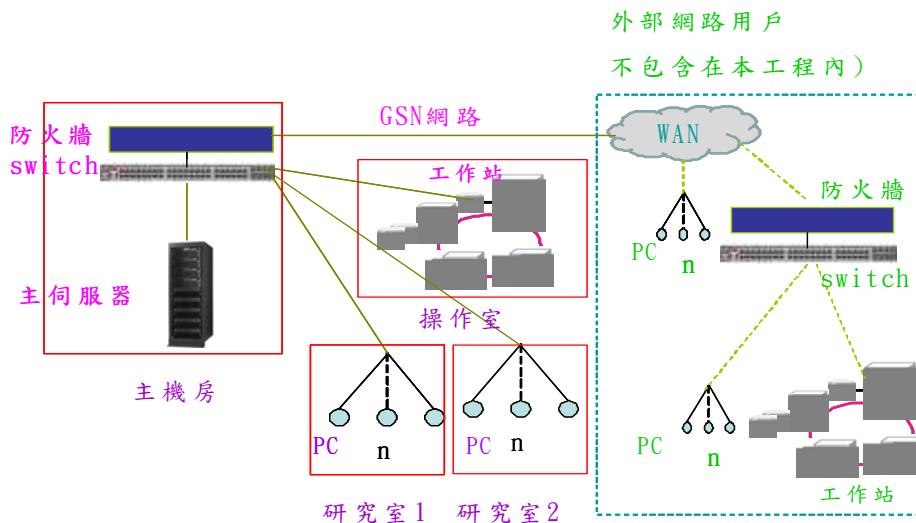 外部網路用戶
不包含在本工程內)
GSN網路
WAN
防火牆
switch
工作站
防火牆
switch
PC
n
主伺服器
操作室
主機房
PC
n
PC
n
PC
n
工作站
研究室1
研究室2